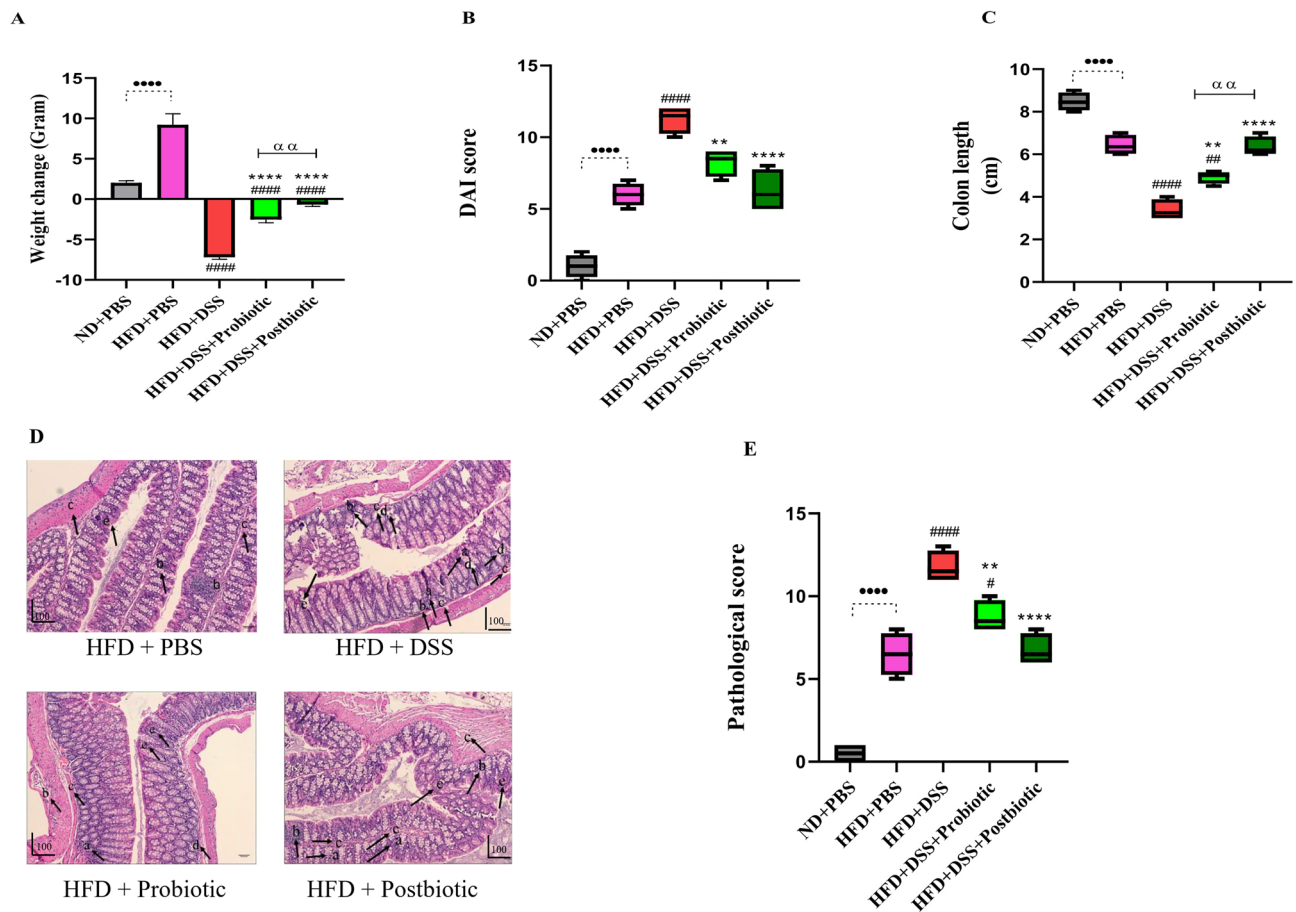 A
B
C
15
10
5
0
-5
-10
Weight change (Gram)
••••
α α
####
****
####
****
####
ND+PBS
HFD+PBS
HFD+DSS
HFD+DSS+Probiotic
HFD+DSS+Postbiotic
15
10
5
0
DAI score
••••
####
**
****
ND+PBS
HFD+PBS
HFD+DSS
HFD+DSS+Probiotic
HFD+DSS+Postbiotic
10
8
6
4
2
0
Colon length
(cm)
••••
α α
####
**
##
****
ND+PBS
HFD+PBS
HFD+DSS
HFD+DSS+Probiotic
HFD+DSS+Postbiotic
D
c
e
c
b
b
100
HFD + PBS
b
c
d
a
d
d
c
e
a
b
c
100
HFD + DSS
c
c
b
c
a
d
100
HFD + Probiotic
c
b
e
e
b
c
c
a
a
100
HFD + Postbiotic
E
15
10
5
0
Pathological score
••••
####
**
#
****
ND+PBS
HFD+PBS
HFD+DSS
HFD+DSS+Probiotic
HFD+DSS+Postbiotic